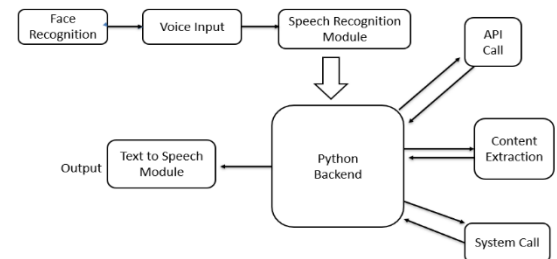 Face
Recognition
Voice Input
Speech Recognition
Module
API
Call
Content
Extraction
Python
Backend
Output
Text to Speech
Module
System Call